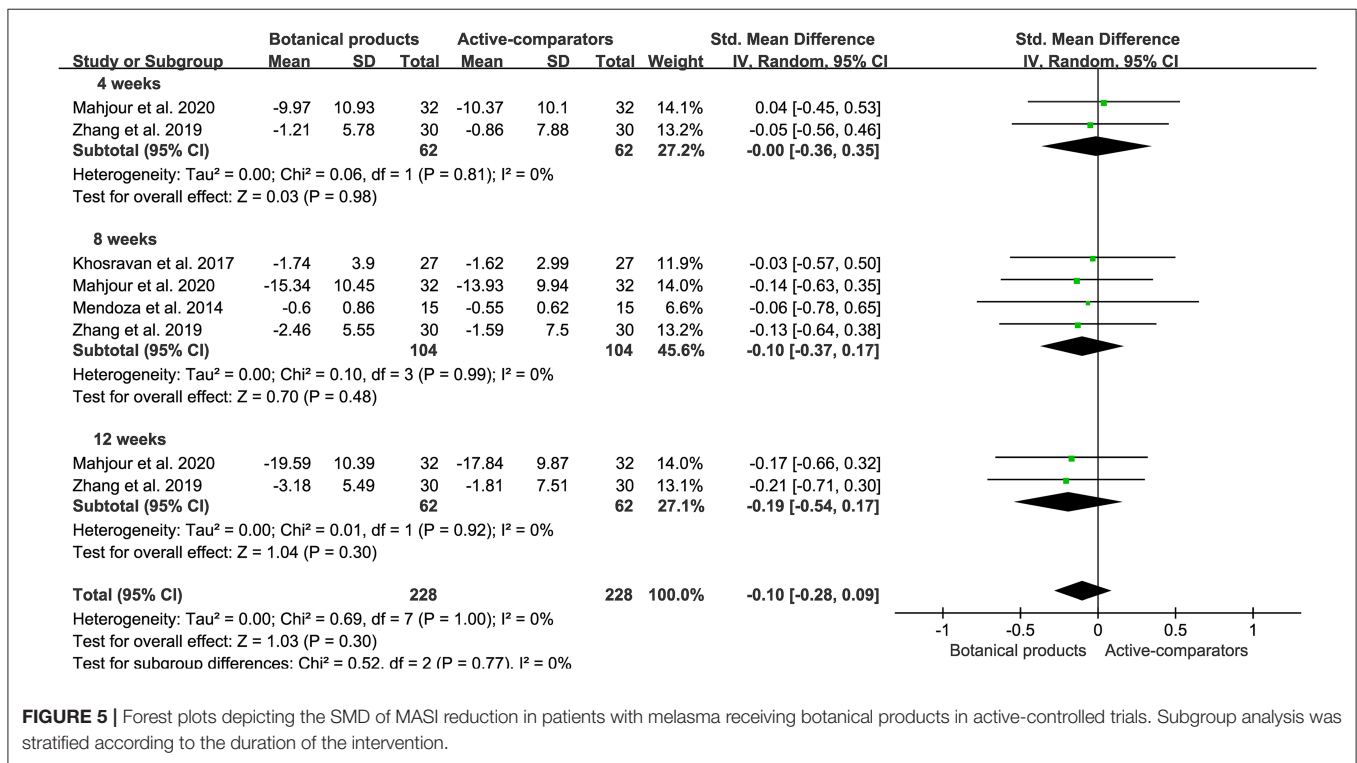 Botanical products Active-comparators Std. Mean Difference Std. Mean Difference
Study or Subgroup Mean SD Total Mean SD Total Weight IV, Random, 95% CI IV, Random, 95% CI
4 weeks
Mahjour et al. 2020 -9.97 10.93 32 -10.37 10.1 32 14.1% 0.04 [-0.45, 0.53]
Zhang et al. 2019 -1.21 5.78 30 -0.86 7.88 30 13.2% -0.05 [-0.56, 0.46]
Subtotal (95% CI) 62 62 27.2% -0.00 [-0.36, 0.35]
Heterogeneity: Tau² = 0.00; Chi² = 0.06, df = 1 (P = 0.81); I² = 0%
Test for overall effect: Z = 0.03 (P = 0.98)
8 weeks
Khosravan et al. 2017 -1.74 3.9 27 -1.62 2.99 27 11.9% -0.03 [-0.57, 0.50]
Mahjour et al. 2020 -15.34 10.45 32 -13.93 9.94 32 14.0% -0.14 [-0.63, 0.35]
Mendoza et al. 2014 -0.6 0.86 15 -0.55 0.62 15 6.6% -0.06 [-0.78, 0.65]
Zhang et al. 2019 -2.46 5.55 30 -1.59 7.5 30 13.2% -0.13 [-0.64, 0.38]
Subtotal (95% CI) 104 104 45.6% -0.10 [-0.37, 0.17]
Heterogeneity: Tau² = 0.00; Chi² = 0.10, df = 3 (P = 0.99); I² = 0%
Test for overall effect: Z = 0.70 (P = 0.48)
12 weeks
Mahjour et al. 2020 -19.59 10.39 32 -17.84 9.87 32 14.0% -0.17 [-0.66, 0.32]
Zhang et al. 2019 -3.18 5.49 30 -1.81 7.51 30 13.1% -0.21 [-0.71, 0.30]
Subtotal (95% CI) 62 62 27.1% -0.19 [-0.54, 0.17]
Heterogeneity: Tau² = 0.00; Chi² = 0.01, df = 1 (P = 0.92); I² = 0%
Test for overall effect: Z = 1.04 (P = 0.30)
Total (95% CI) 228 228 100.0% -0.10 [-0.28, 0.09]
Heterogeneity: Tau² = 0.00; Chi² = 0.69, df = 7 (P = 1.00); I² = 0%
Test for overall effect: Z = 1.03 (P = 0.30)
Test for subgroup differences: Chi² = 0.52, df = 2 (P = 0.77), I² = 0%
-1 -0.5 0 0.5 1
Botanical products Active-comparators
FIGURE 5 | Forest plots depicting the SMD of MASI reduction in patients with melasma receiving botanical products in active-controlled trials. Subgroup analysis was
stratified according to the duration of the intervention.